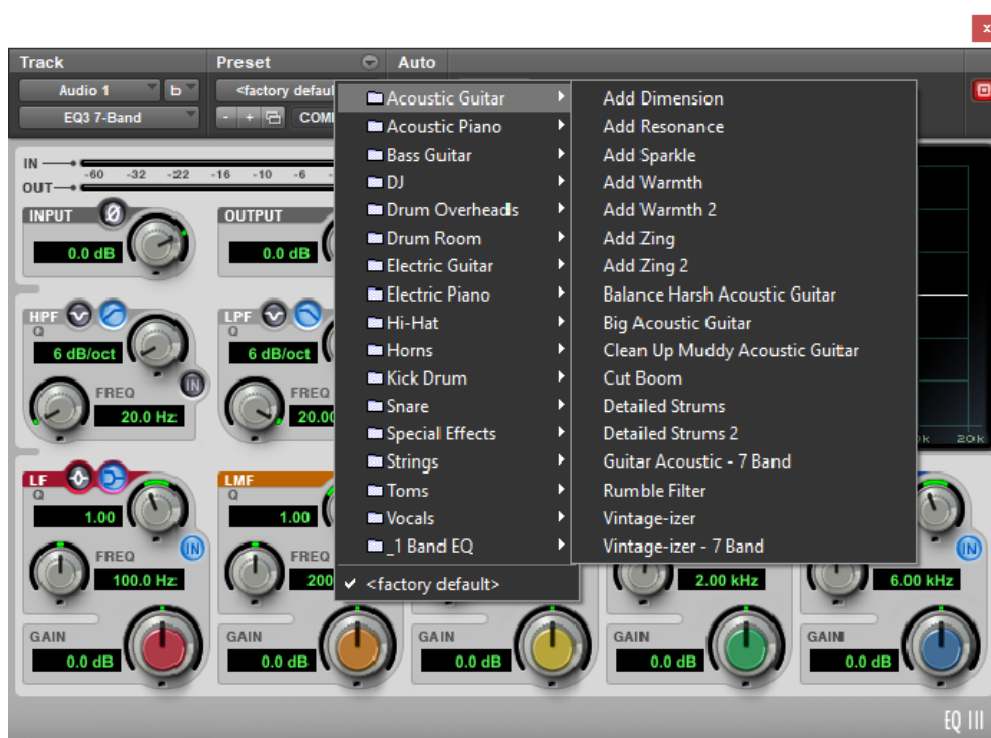 x
Track Preset Auto
Audio 1 b <factory defaul
EQ3 7-Band - + COM
Acoustic Guitar
Acoustic Piano
Bass Guitar
DJ
Drum Overheads
Drum Room
Electric Guitar
Electric Piano
Hi-Hat
Horns
Kick Drum
Snare
Special Effects
Strings
Toms
Vocals
_1 Band EQ
<factory default>
Add Dimension
Add Resonance
Add Sparkle
Add Warmth
Add Warmth 2
Add Zing
Add Zing 2
Balance Harsh Acoustic Guitar
Big Acoustic Guitar
Clean Up Muddy Acoustic Guitar
Cut Boom
Detailed Strums
Detailed Strums 2
Guitar Acoustic - 7 Band
Rumble Filter
Vintage-izer
Vintage-izer - 7 Band
IN
-60 -32 -22 -16 -10 -6
OUT
INPUT Ø OUTPUT
0.0 dB 0.0 dB
HPF LPF
Q Q
6 dB/oct 6 dB/oct
IN
FREQ FREQ
20.0 Hz 20.00
20k
LF LMF
Q Q
1.00 1.00
IN IN
FREQ FREQ
100.0 Hz 200 2.00 kHz 6.00 kHz
GAIN GAIN GAIN GAIN GAIN
0.0 dB 0.0 dB 0.0 dB 0.0 dB 0.0 dB
EQ III